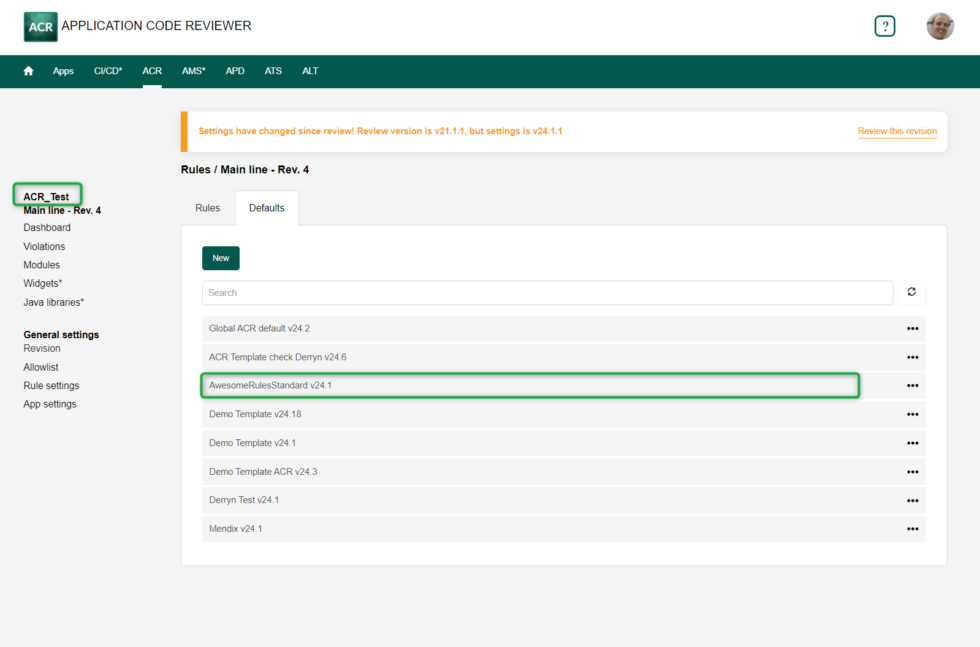 ACR APPLICATION CODE REVIEWER ?
Apps CI/CD* ACR AMS* APD ATS ALT
Settings have changed since review! Review version is v21.1.1, but settings is v24.1.1 Review this revision
Rules / Main line - Rev. 4
ACR_Test
Main line - Rev. 4
Dashboard
Violations
Modules
Widgets*
Java libraries*
General settings
Revision
Allowlist
Rule settings
App settings
Rules Defaults
New
Search
Global ACR default v24.2
ACR Template check Derryn v24.6
AwesomeRulesStandard v24.1
Demo Template v24.18
Demo Template v24.1
Demo Template ACR v24.3
Derryn Test v24.1
Mendix v24.1